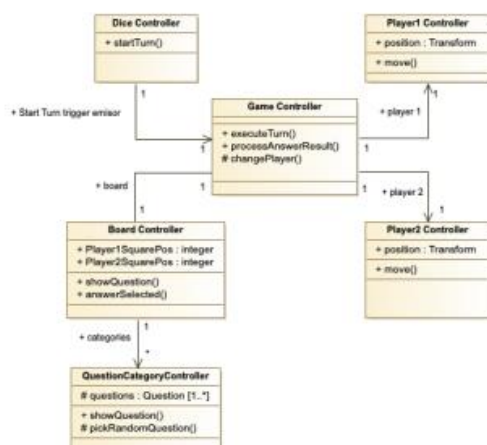 Dice Controller
+ startTurn()
Player1 Controller
+ position : Transform
+ move()
1
1
+ Start Turn trigger emisor
+ player 1
Game Controller
+ executeTurn()
+ processAnswerResult()
# changePlayer()
1
1
1
1
+ board
+ player 2
1
1
Board Controller
+ Player1SquarePos : integer
+ Player2SquarePos : integer
+ showQuestion()
+ answerSelected()
Player2 Controller
+ position : Transform
+ move()
1
+ categories
*
QuestionCategoryController
# questions : Question [1..*]
+ showQuestion()
# pickRandomQuestion()